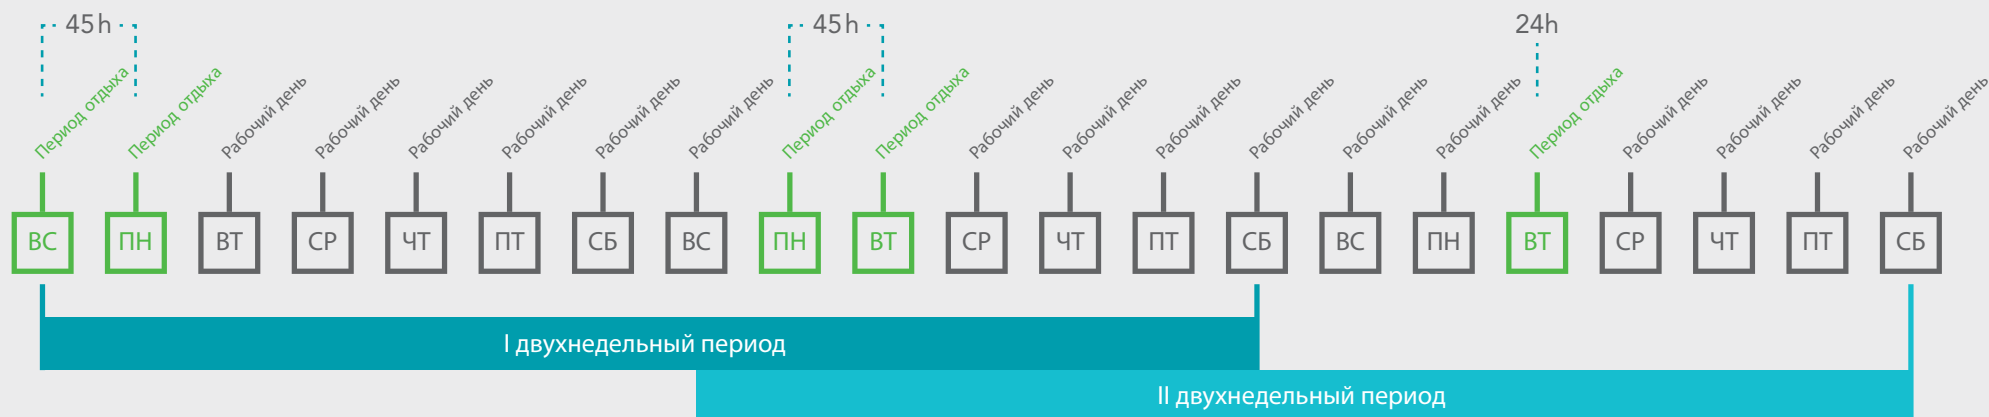 45h
45h
24h
Период отдыха
Период отдыха
Рабочий день
Рабочий день
Рабочий день
Рабочий день
Рабочий день
Рабочий день
Период отдыха
Период отдыха
Рабочий день
Рабочий день
Рабочий день
Рабочий день
Рабочий день
Рабочий день
Период отдыха
Рабочий день
Рабочий день
Рабочий день
Рабочий день
ВС
ПН
ВТ
СР
ЧТ
ПТ
СБ
ВС
ПН
ВТ
СР
ЧТ
ПТ
СБ
ВС
ПН
ВТ
СР
ЧТ
ПТ
СБ
I двухнедельный период
II двухнедельный период